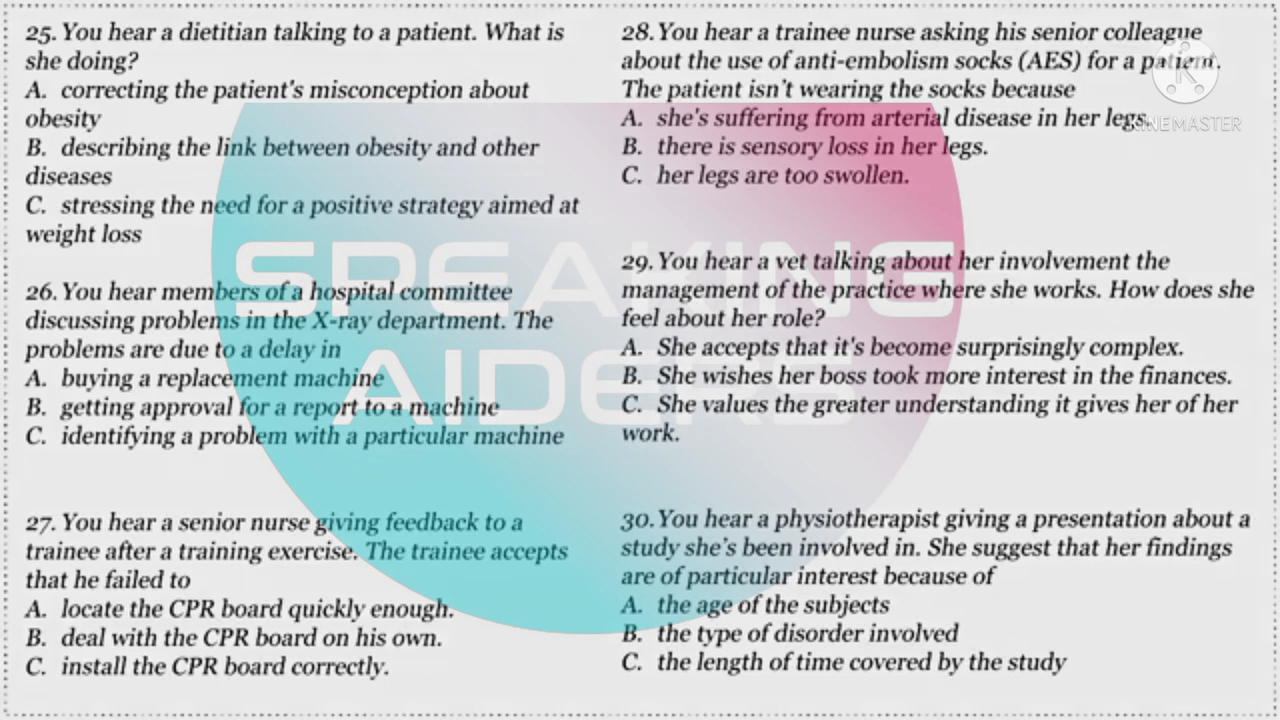 25. You hear a dietitian talking to a patient. What is
she doing?
A. correcting the patient's misconception about
obesity
B. describing the link between obesity and other
diseases
C. stressing the need for a positive strategy aimed at
weight loss
26. You hear members of a hospital committee
discussing problems in the X-ray department. The
problems are due to a delay in
A. buying a replacement machine
B. getting approval for a report to a machine
C. identifying a problem with a particular machine
27. You hear a senior nurse giving feedback to a
trainee after a training exercise. The trainee accepts
that he failed to
A. locate the CPR board quickly enough.
B. deal with the CPR board on his own.
C. install the CPR board correctly.
28. You hear a trainee nurse asking his senior colleague
about the use of anti-embolism socks (AES) for a patient.
The patient isn't wearing the socks because
A. she's suffering from arterial disease in her legs.
B. there is sensory loss in her legs.
C. her legs are too swollen.
29. You hear a vet talking about her involvement the
management of the practice where she works. How does she
feel about her role?
A. She accepts that it's become surprisingly complex.
B. She wishes her boss took more interest in the finances.
C. She values the greater understanding it gives her of her
work.
30. You hear a physiotherapist giving a presentation about a
study she's been involved in. She suggest that her findings
are of particular interest because of
A. the age of the subjects
B. the type of disorder involved
C. the length of time covered by the study
SPEAKING
AIDERS
K
KINEMASTER